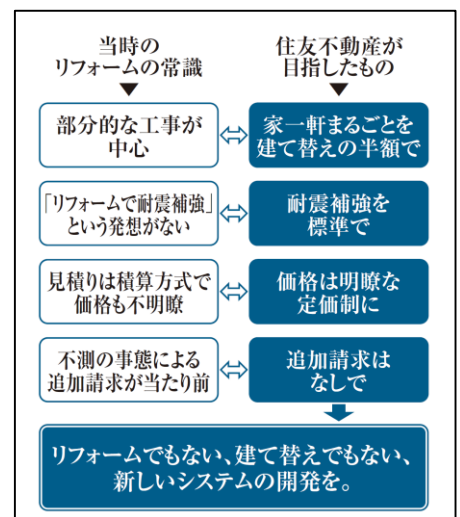 当時の
リフォームの常識
▼
住友不動産が
目指したもの
▼
部分的な工事が
中心
⇔
家一軒まるごとを
建て替えの半額で
「リフォームで耐震補強」
という発想がない
⇔
耐震補強を
標準で
見積りは積算方式で
価格も不明瞭
⇔
価格は明瞭な
定価制に
不測の事態による
追加請求が当たり前
⇔
追加請求は
なしで
リフォームでもない、建て替えでもない、
新しいシステムの開発を。